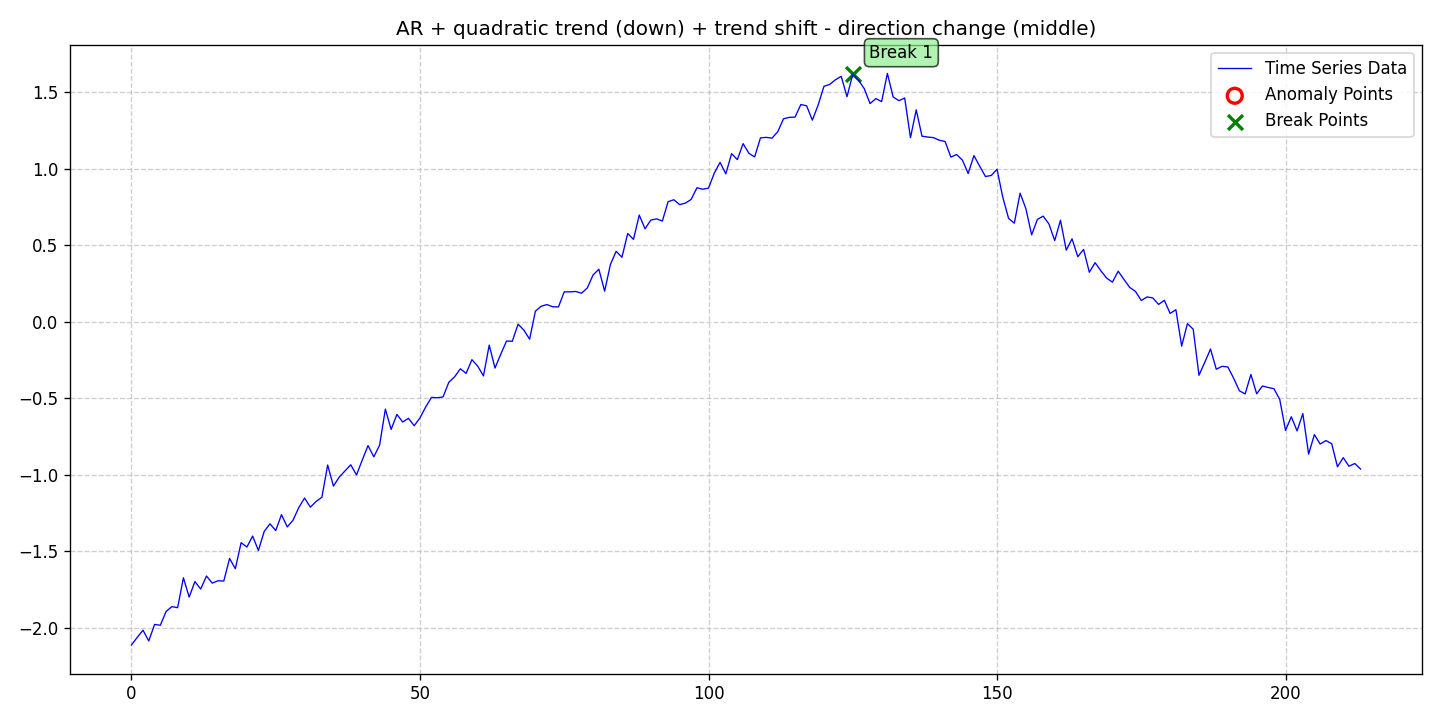 AR + quadratic trend (down) + trend shift - direction change (middle)
Break 1
Time Series Data
Anomaly Points
Break Points
1.5
1.0
0.5
0.0
−0.5
−1.0
−1.5
−2.0
0
50
100
150
200